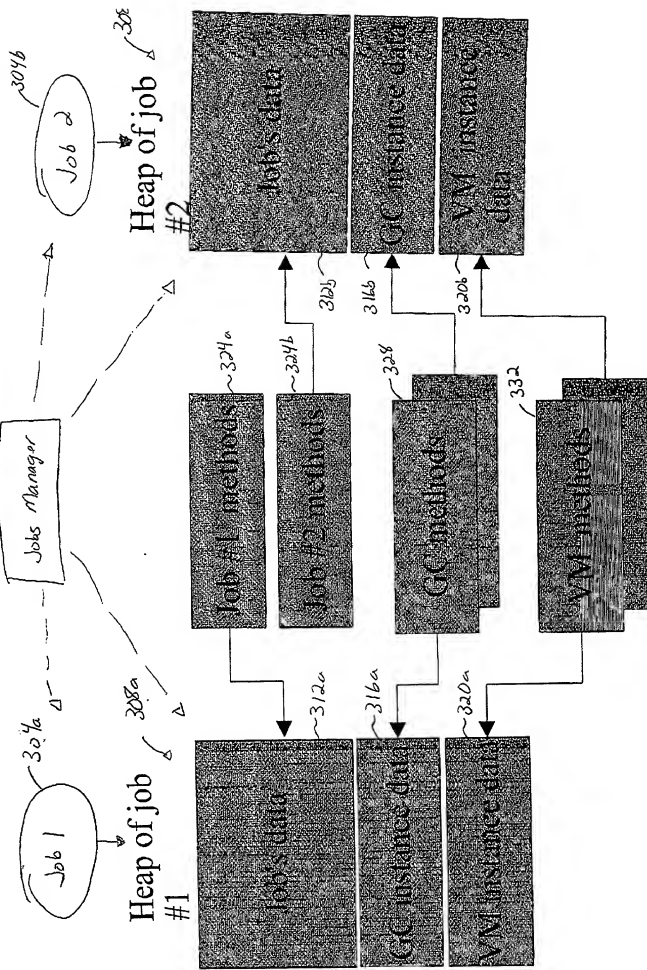 304a
Job 1
Jobs Manager
304b
Job 2
308a
Heap of job
#1
308
Heap of job
#2
Job's data
312a
GC instance data
316a
VM instance data
320a
Job #1 methods
324a
Job #2 methods
324b
GC methods
328
VM methods
332
Job's data
312b
GC instance data
316b
VM instance
data
320b